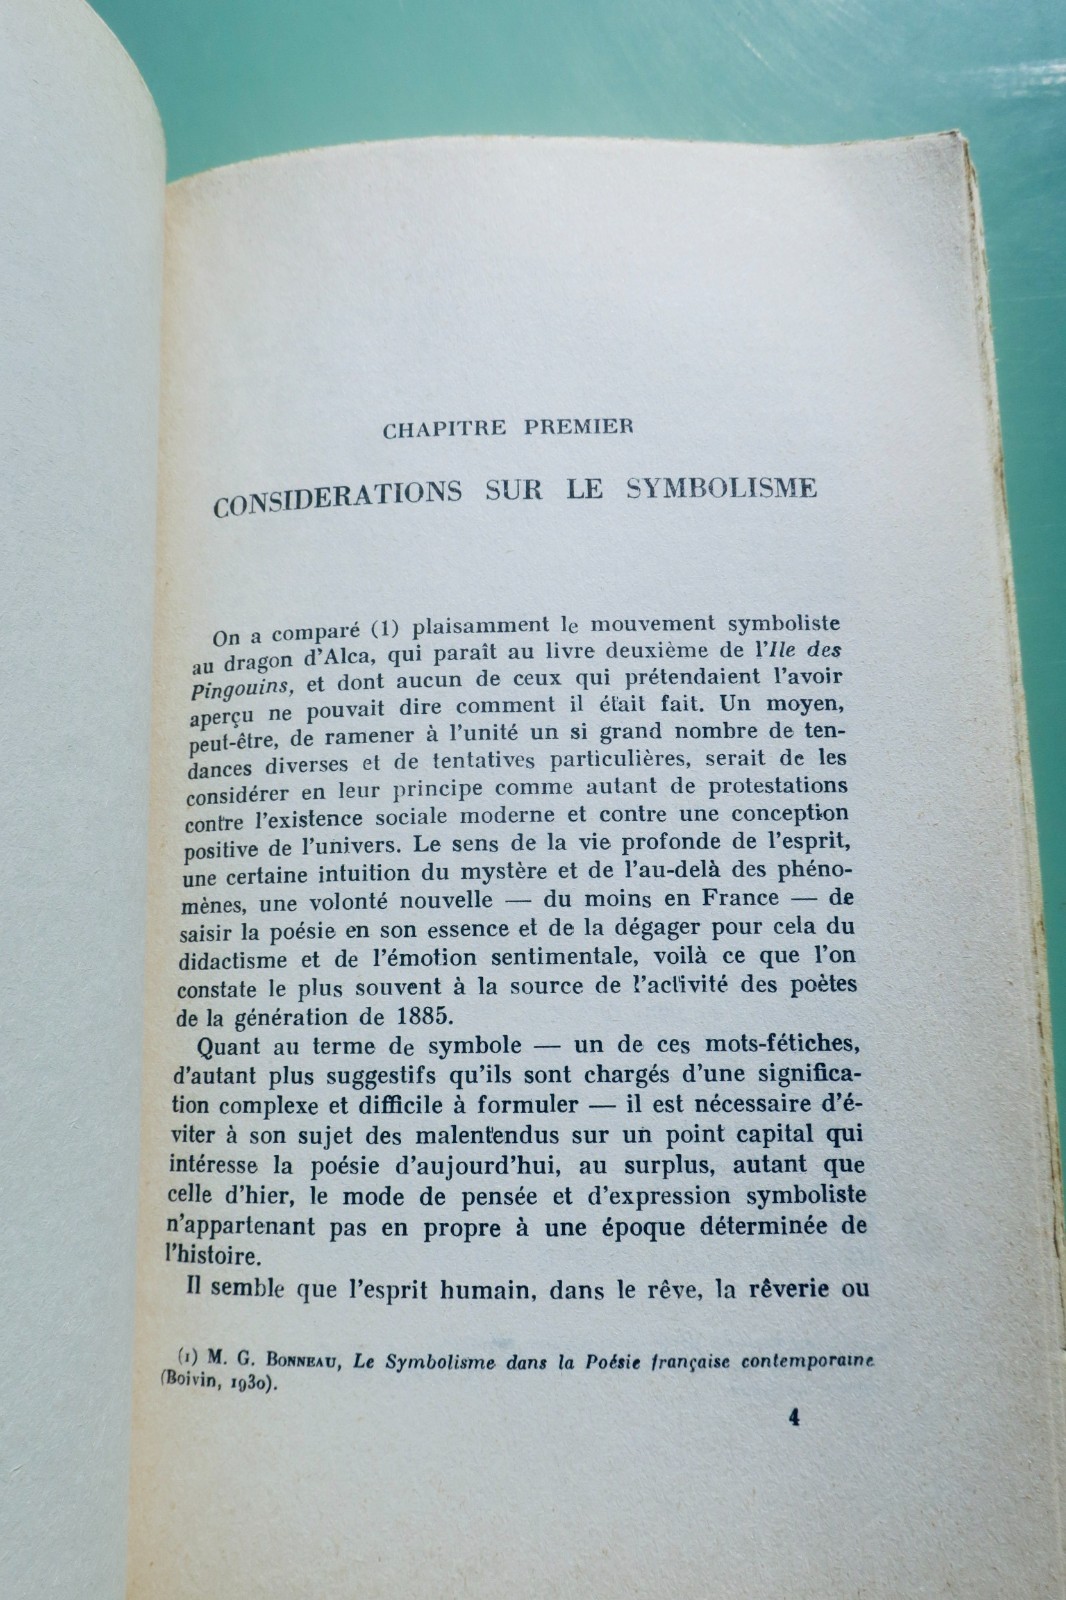 CHAPITRE PREMIER
CONSIDERATIONS SUR LE SYMBOLISME
On a comparé (1) plaisamment le mouvement symboliste
au dragon d'Alca, qui paraît au livre deuxième de l'Ile des
Pingouins, et dont aucun de ceux qui prétendaient l'avoir
aperçu ne pouvait dire comment il était fait. Un moyen,
peut-être, de ramener à l'unité un si grand nombre de ten-
dances diverses et de tentatives particulières, serait de les
considérer en leur principe comme autant de protestations
contre l'existence sociale moderne et contre une conception
positive de l'univers. Le sens de la vie profonde de l'esprit,
une certaine intuition du mystère et de l'au-delà des phéno-
mènes, une volonté nouvelle — du moins en France — de
saisir la poésie en son essence et de la dégager pour cela du
didactisme et de l'émotion sentimentale, voilà ce que l'on
constate le plus souvent à la source de l'activité des poètes
de la génération de 1885.
Quant au terme de symbole — un de ces mots-fétiches,
d'autant plus suggestifs qu'ils sont chargés d'une significa-
tion complexe et difficile à formuler — il est nécessaire d'é-
viter à son sujet des malentendus sur un point capital qui
intéresse la poésie d'aujourd'hui, au surplus, autant que
celle d'hier, le mode de pensée et d'expression symboliste
n'appartenant pas en propre à une époque déterminée de
l'histoire.
Il semble que l'esprit humain, dans le rêve, la rêverie ou
(1) M. G. BONNEAU, Le Symbolisme dans la Poésie française contemporaine
(Boivin, 1930).
4